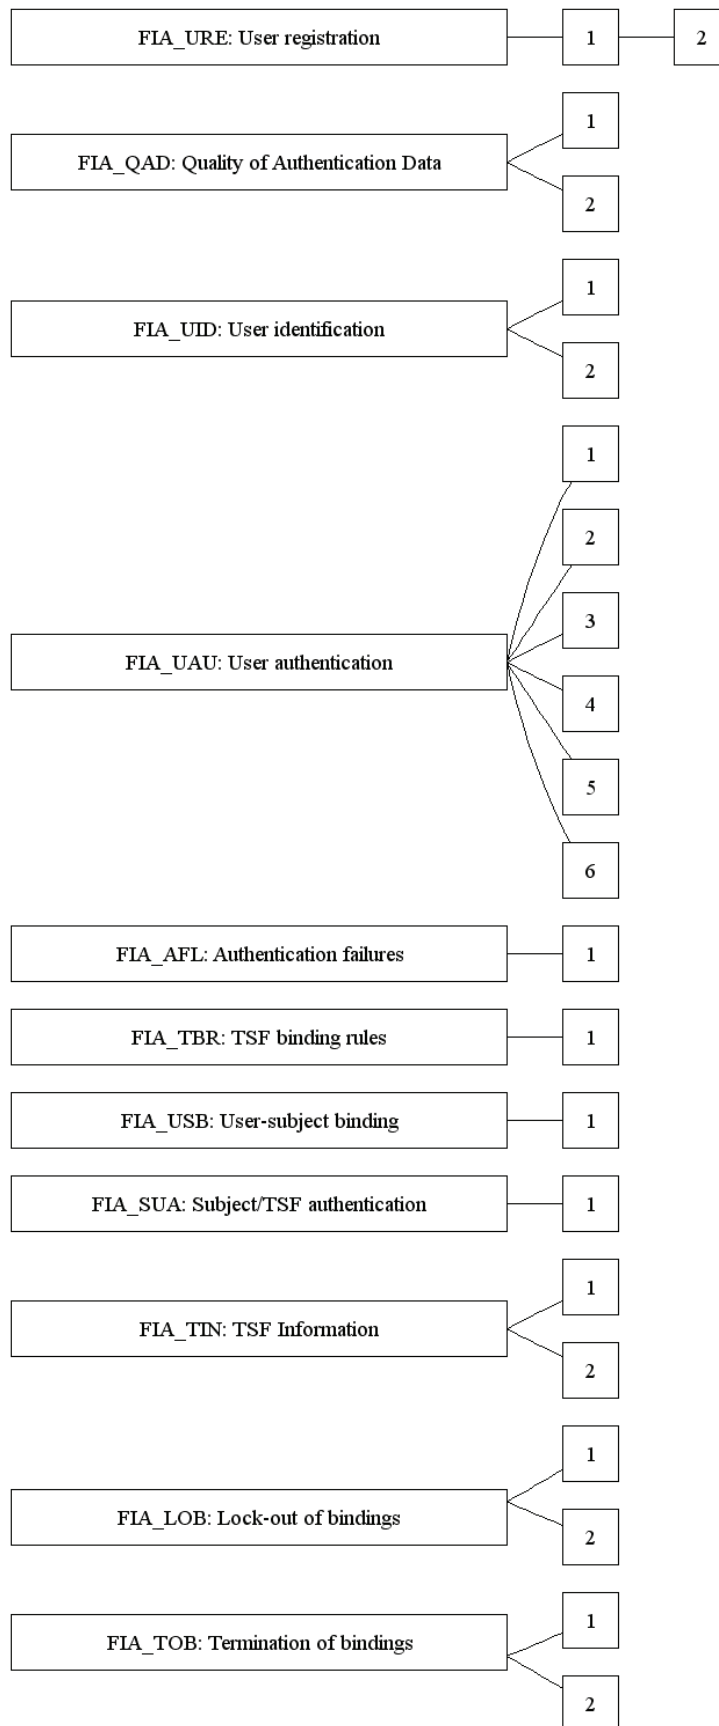 FIA_URE: User registration 1 2
1
FIA_QAD: Quality of Authentication Data
2
1
FIA_UID: User identification
2
1
2
3
FIA_UAU: User authentication
4
5
6
FIA_AFL: Authentication failures 1
FIA_TBR: TSF binding rules 1
FIA_USB: User-subject binding 1
FIA_SUA: Subject/TSF authentication 1
1
FIA_TIN: TSF Information
2
1
FIA_LOB: Lock-out of bindings
2
1
FIA_TOB: Termination of bindings
2